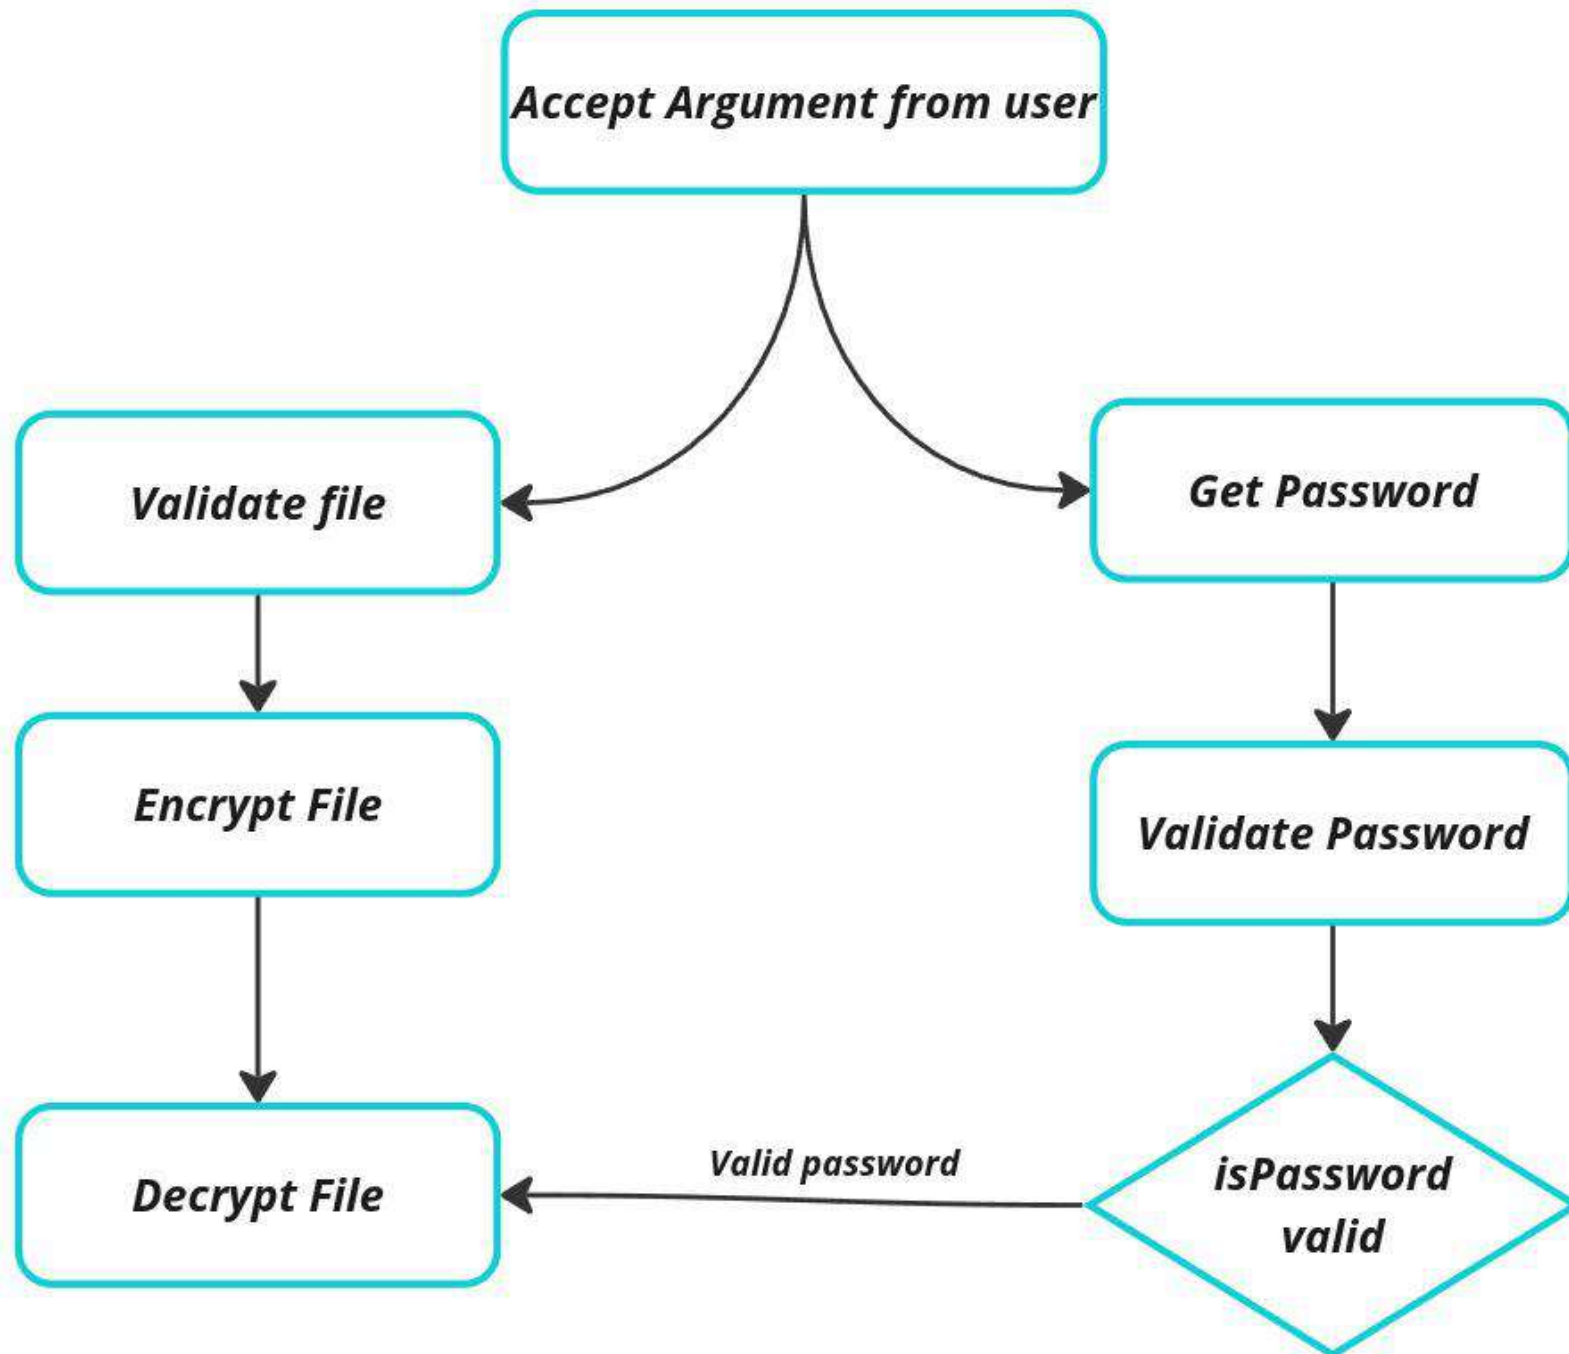 Accept Argument from user
Validate file
Get Password
Encrypt File
Validate Password
Decrypt File
Valid password
isPassword
valid